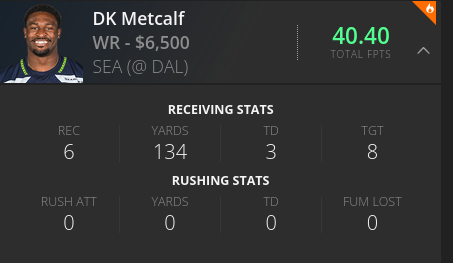 DK Metcalf
WR - $6,500
SEA (@ DAL)
40.40
TOTAL FPTS
RECEIVING STATS
REC YARDS TD TGT
6 134 3 8
RUSHING STATS
RUSH ATT YARDS TD FUM LOST
0 0 0 0